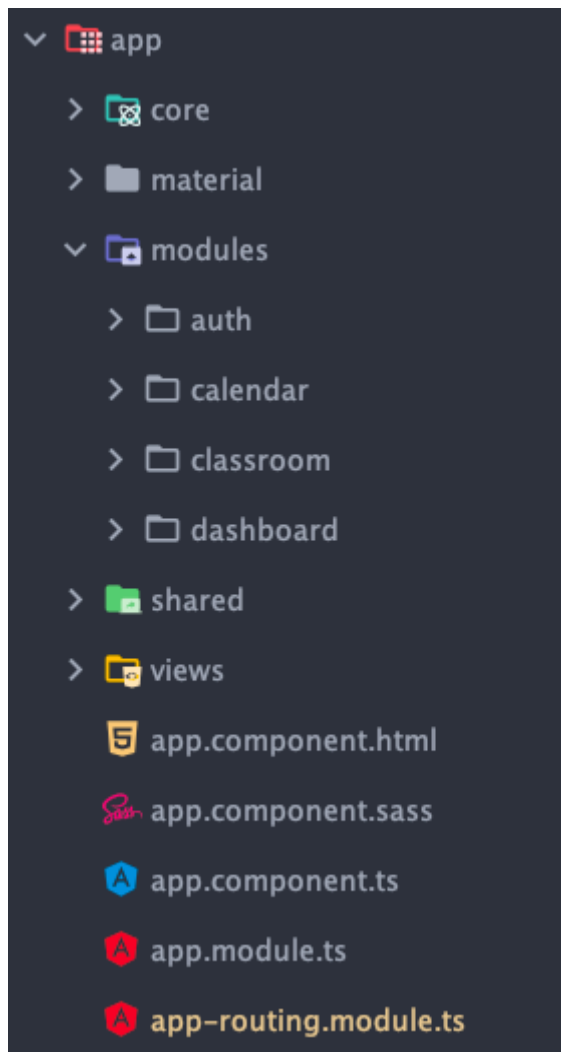 app
core
material
modules
auth
calendar
classroom
dashboard
shared
views
app.component.html
app.component.sass
app.component.ts
app.module.ts
app-routing.module.ts